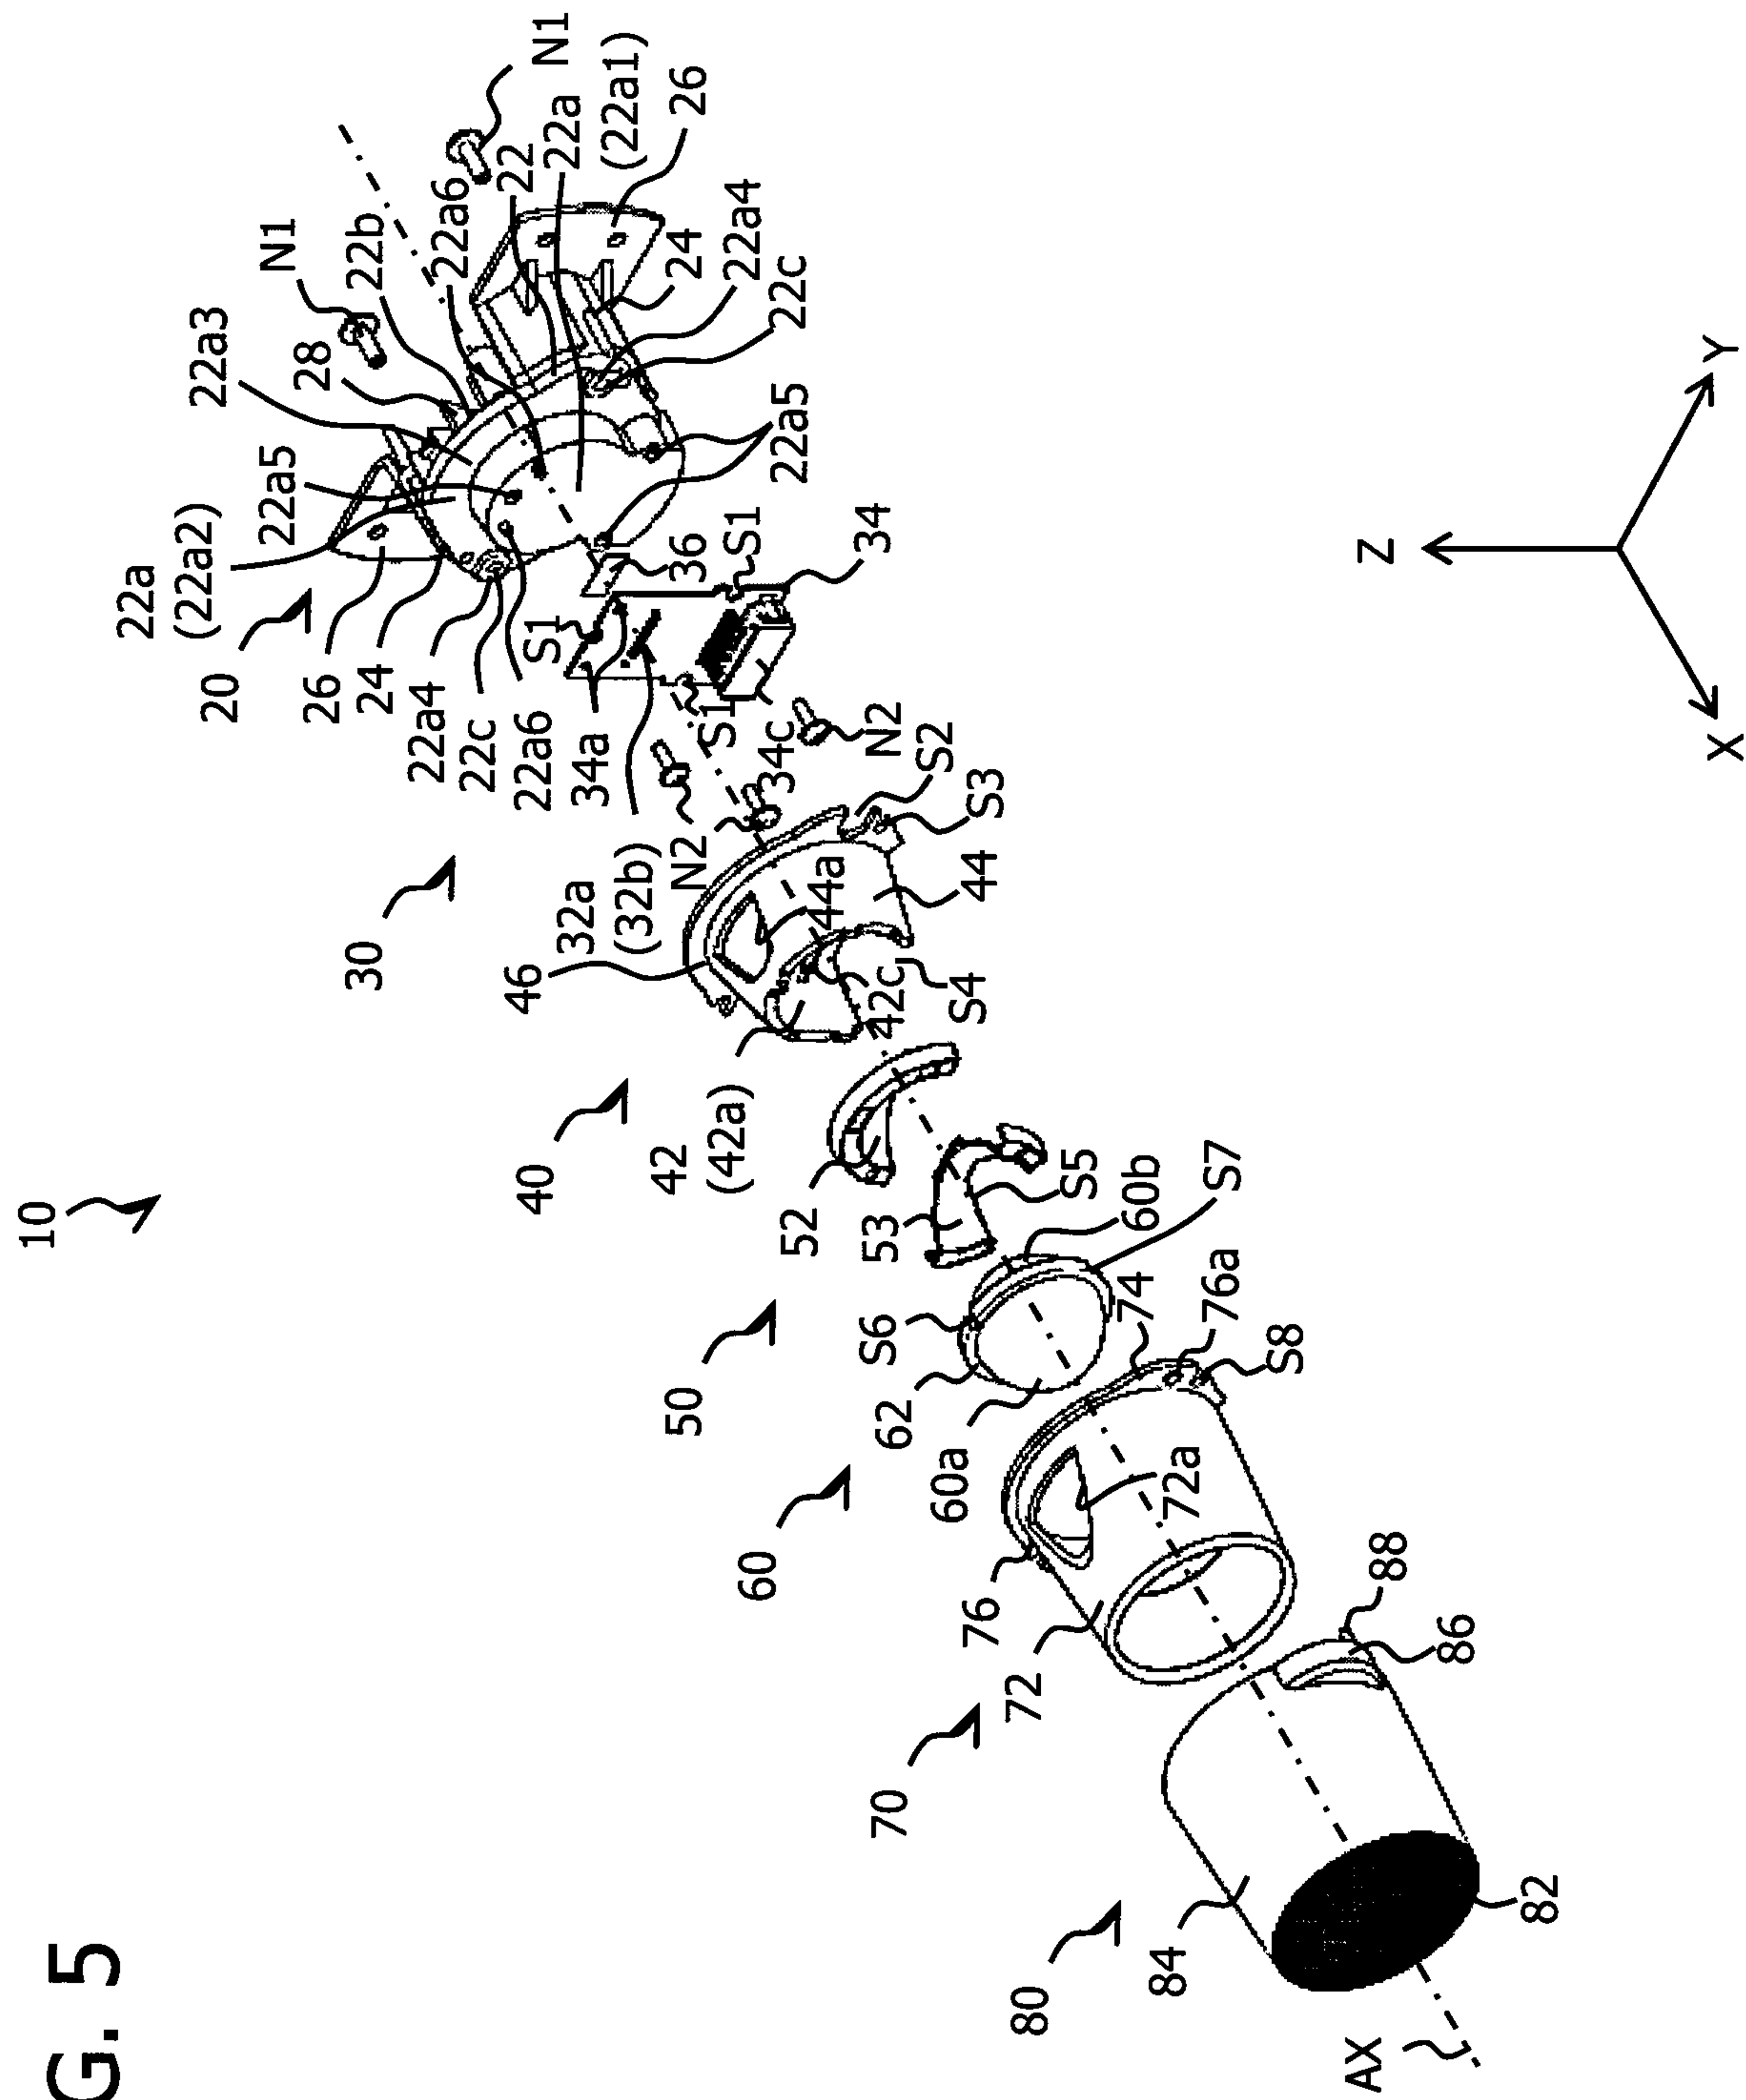 G. 5
10
20
30
40
50
60
70
80
N1
N1
22
22a
(22a1)
26
22a6
22b
28
22a3
22a5
22a
(22a2)
26
24
22a4
22c
22a6
24
22a4
22c
22a5
36
S1
34
S1
S1
34a
34c
32a
(32b)
N2
N2
S2
S3
44
44a
46
42c
S4
42
(42a)
52
53
S5
60b
S7
S6
62
60a
74
76a
S8
72a
76
72
88
86
84
82
AX
Z
Y
X